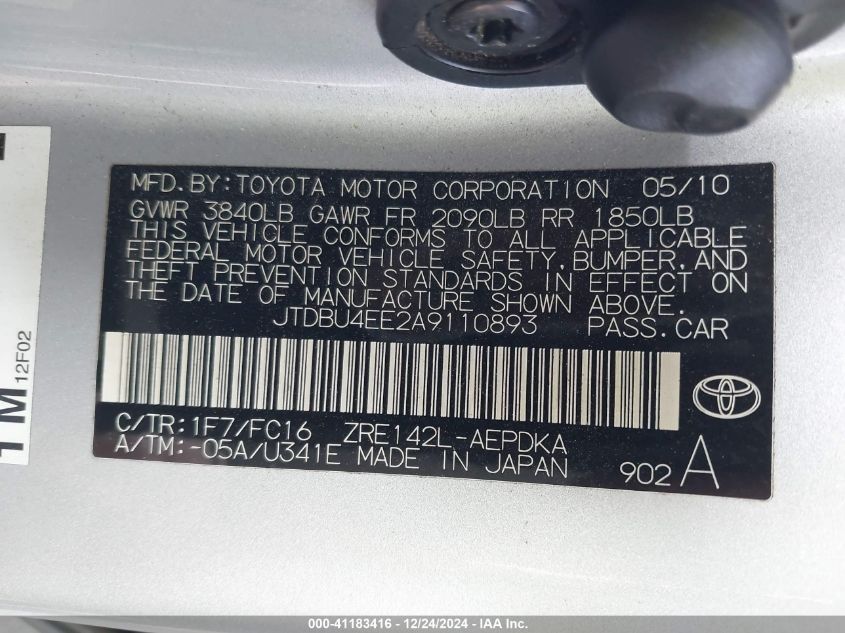 MFD.BY:TOYOTA MOTOR CORPORATION 05/10
GVWR 3840LB GAWR FR 2090LB RR 1850LB
THIS VEHICLE CONFORMS TO ALL APPLICABLE
FEDERAL MOTOR VEHICLE SAFETY,BUMPER,AND
THEFT PREVENTION STANDARDS IN EFFECT ON
THE DATE OF MANUFACTURE SHOWN ABOVE.
JTDBU4EE2A9110893 PASS.CAR
C/TR:1F7/FC16 ZRE142L-AEPDKA
A/TM:-05A/U341E MADE IN JAPAN
902 A
12F02
000-41183416 - 12/24/2024 - IAA Inc.